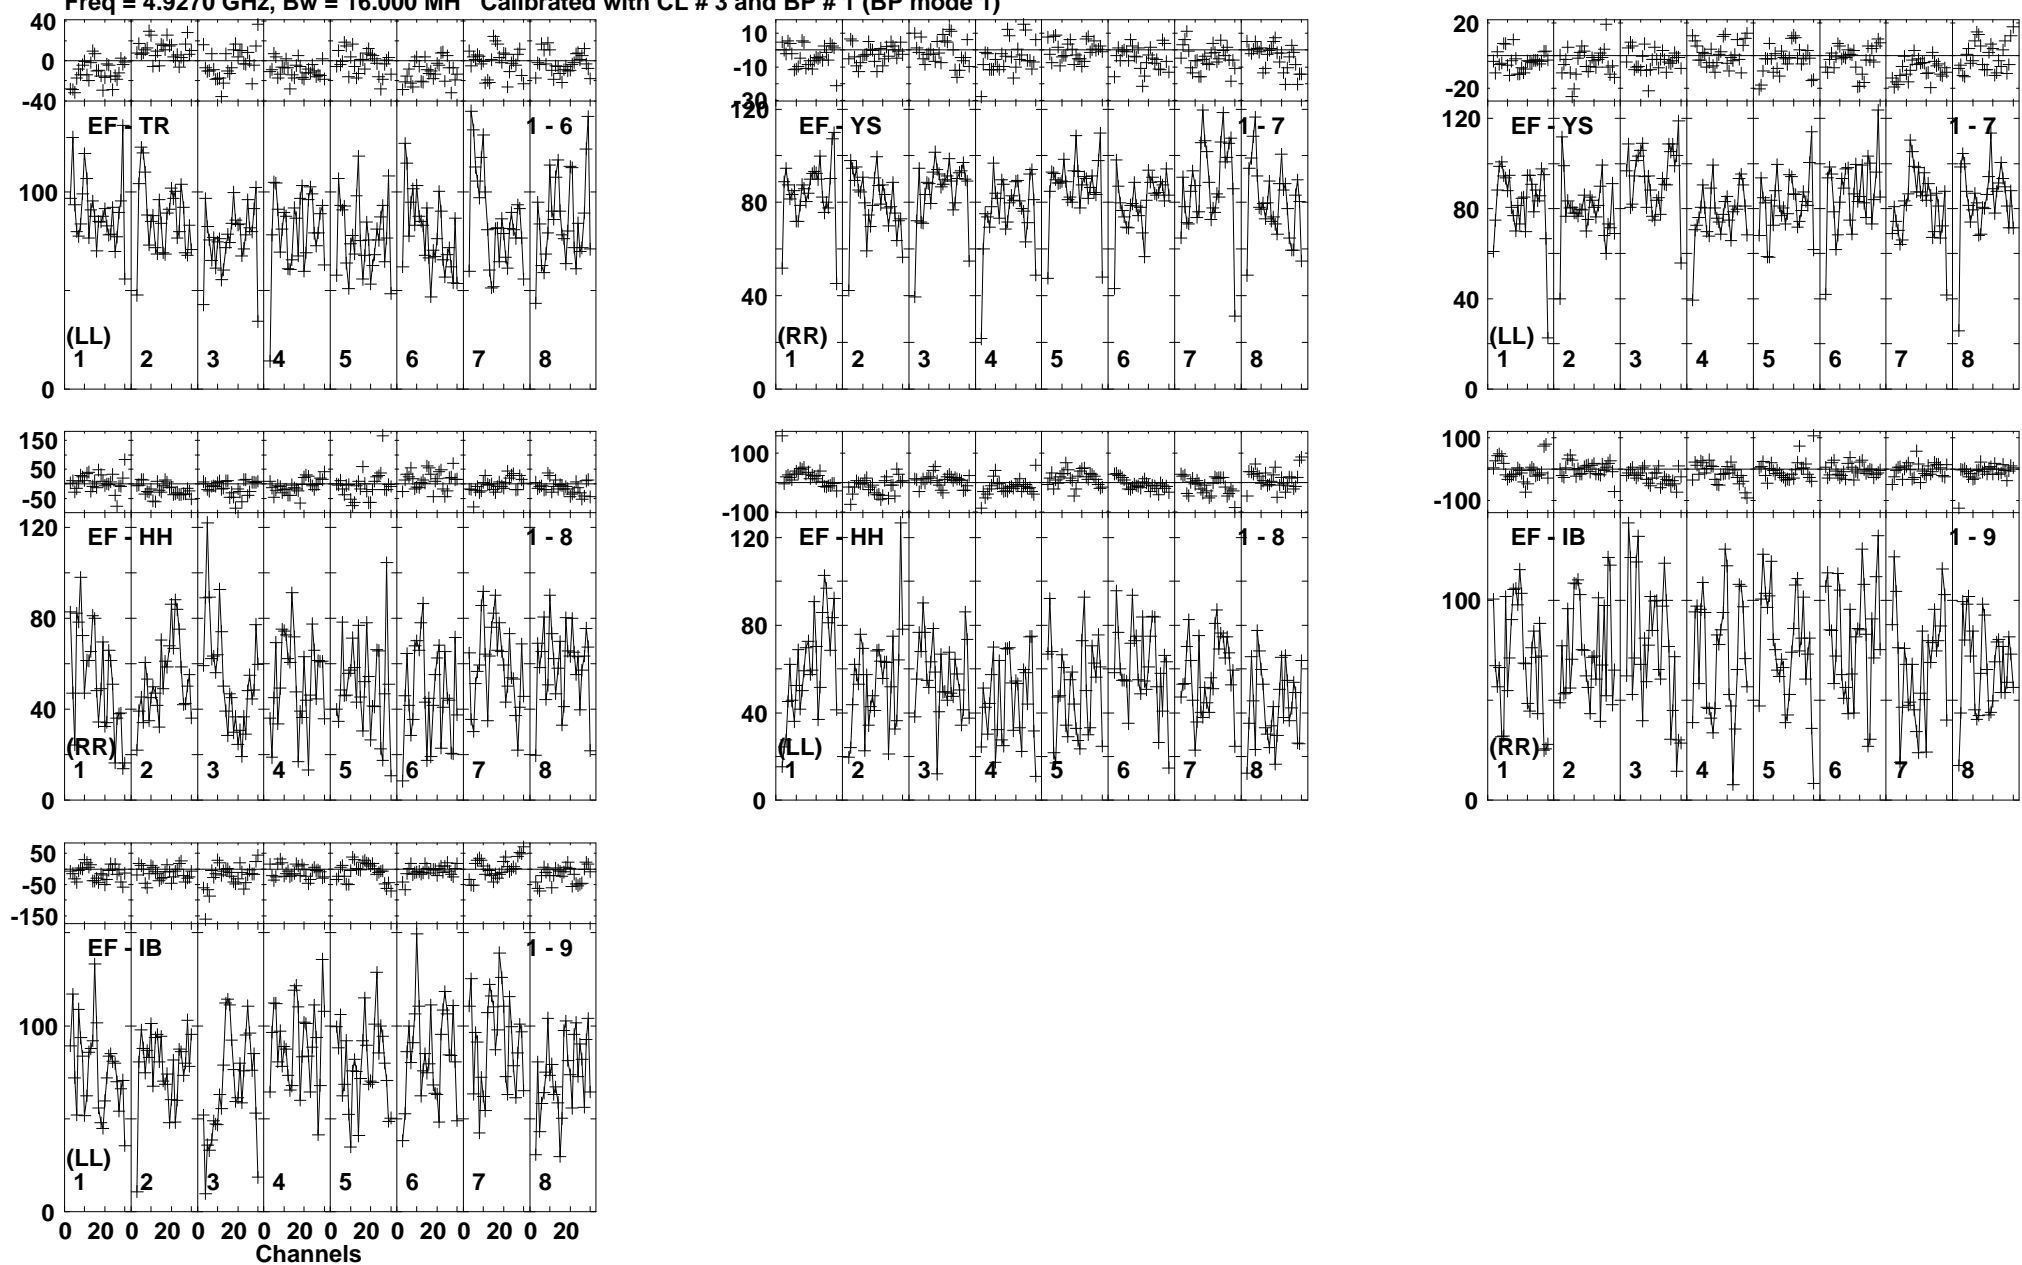 Freq = 4.9270 GHz, Bw = 16.000 MH Calibrated with CL # 3 and BP # 1 (BP mode 1)
40
0
-40
EF - TR 1 - 6
100
(LL)
1 2 3 4 5 6 7 8
0
10
-10
-30
120
EF - YS 1 - 7
80
40
(RR)
1 2 3 4 5 6 7 8
0
20
-20
120
EF - YS 1 - 7
80
40
(LL)
1 2 3 4 5 6 7 8
0
150
50
-50
120
EF - HH 1 - 8
80
40
(RR)
1 2 3 4 5 6 7 8
0
100
-100
120
EF - HH 1 - 8
80
40
(LL)
1 2 3 4 5 6 7 8
0
100
-100
EF - IB 1 - 9
100
(RR)
1 2 3 4 5 6 7 8
0
50
-50
-150
EF - IB 1 - 9
100
(LL)
1 2 3 4 5 6 7 8
0
0 20 0 20 0 20 0 20 0 20 0 20 0 20 0 20
Channels